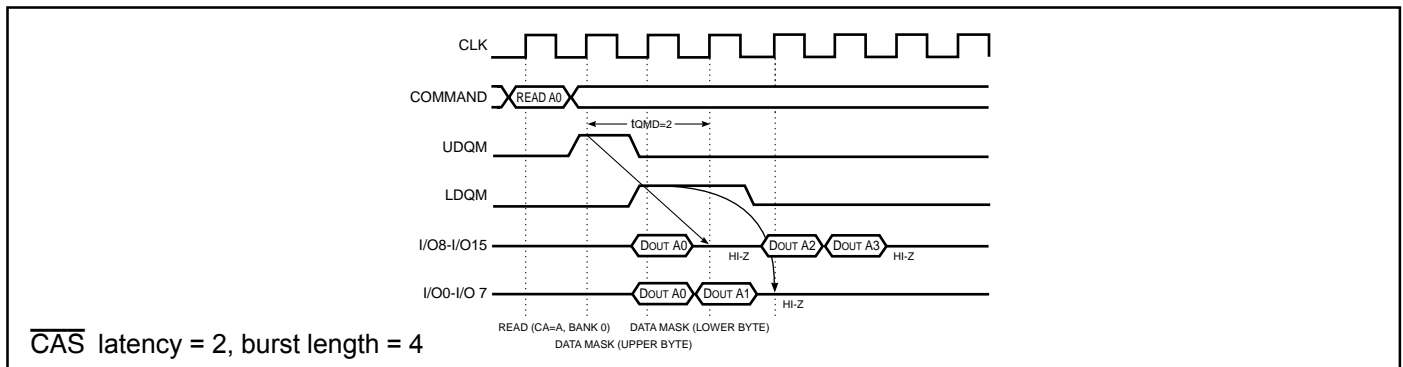 CLK
COMMAND READ A0
tQMD=2
UDQM
LDQM
I/O8-I/O15 DOUT A0 HI-Z DOUT A2 DOUT A3 HI-Z
I/O0-I/O 7 DOUT A0 DOUT A1 HI-Z
READ (CA=A, BANK 0) DATA MASK (LOWER BYTE)
DATA MASK (UPPER BYTE)
CAS latency = 2, burst length = 4